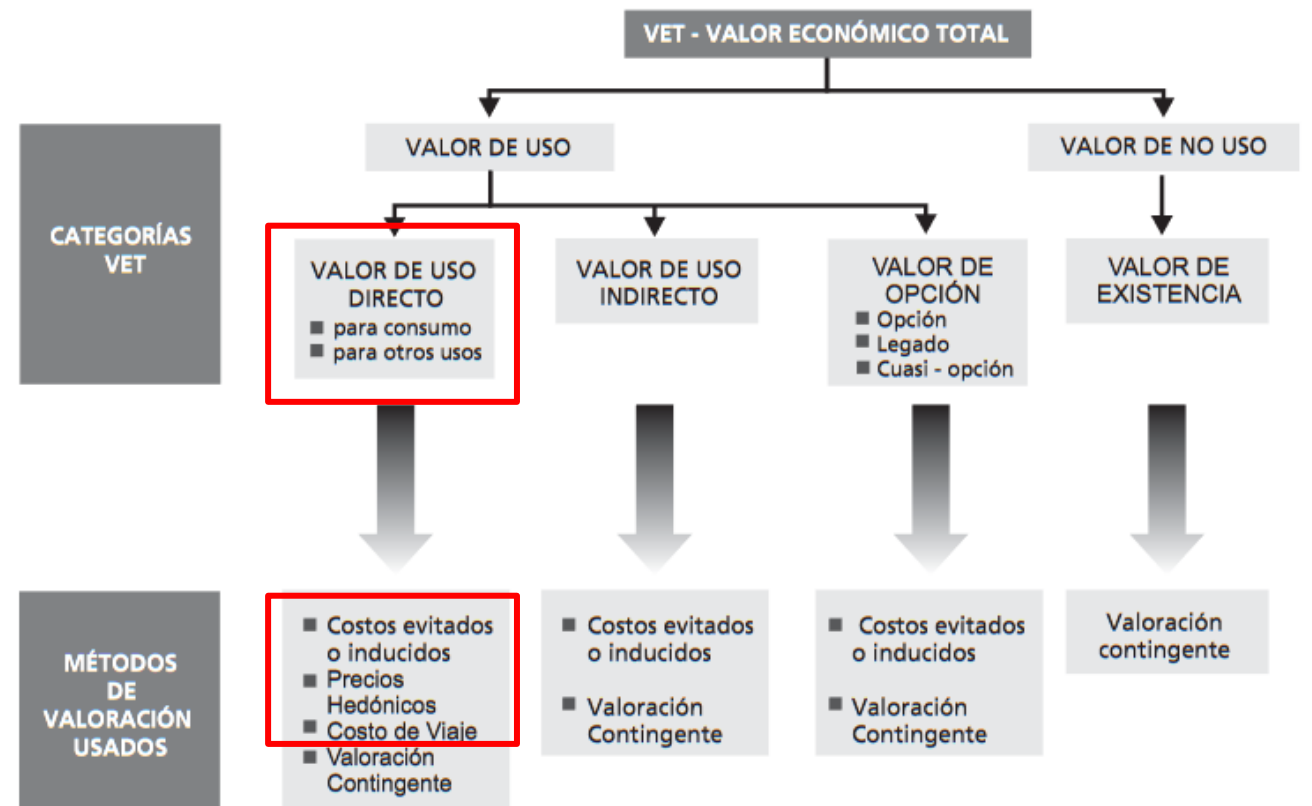 VET - VALOR ECONÓMICO TOTAL
CATEGORÍAS
VET
VALOR DE USO
VALOR DE NO USO
VALOR DE USO
DIRECTO
■ para consumo
■ para otros usos
VALOR DE USO
INDIRECTO
VALOR DE
OPCIÓN
■ Opción
■ Legado
■ Cuasi - opción
VALOR DE
EXISTENCIA
MÉTODOS
DE
VALORACIÓN
USADOS
■ Costos evitados
o inducidos
■ Precios
Hedónicos
■ Costo de Viaje
■ Valoración
Contingente
■ Costos evitados
o inducidos
■ Valoración
Contingente
■ Costos evitados
o inducidos
■ Valoración
Contingente
Valoración
contingente